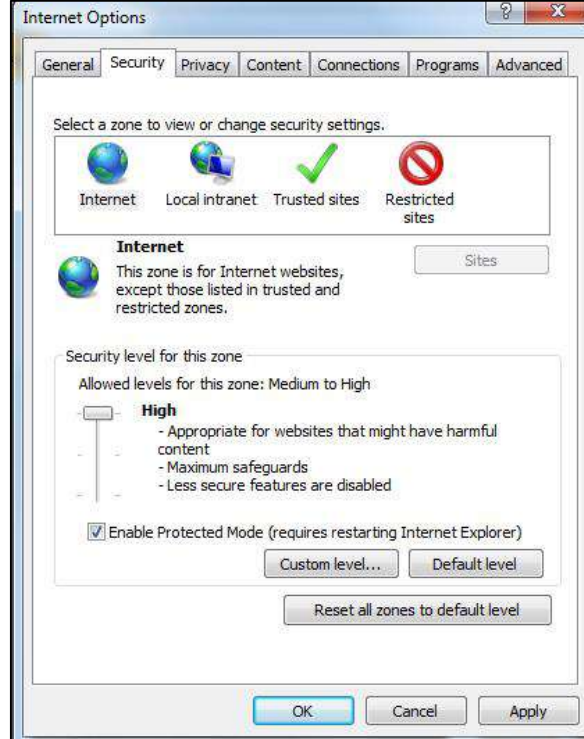 Internet Options
General Security Privacy Content Connections Programs Advanced
Select a zone to view or change security settings.
Internet Local intranet Trusted sites Restricted
sites
Internet
Sites
This zone is for Internet websites,
except those listed in trusted and
restricted zones.
Security level for this zone
Allowed levels for this zone: Medium to High
High
- Appropriate for websites that might have harmful
content
- Maximum safeguards
- Less secure features are disabled
Enable Protected Mode (requires restarting Internet Explorer)
Custom level... Default level
Reset all zones to default level
OK Cancel Apply